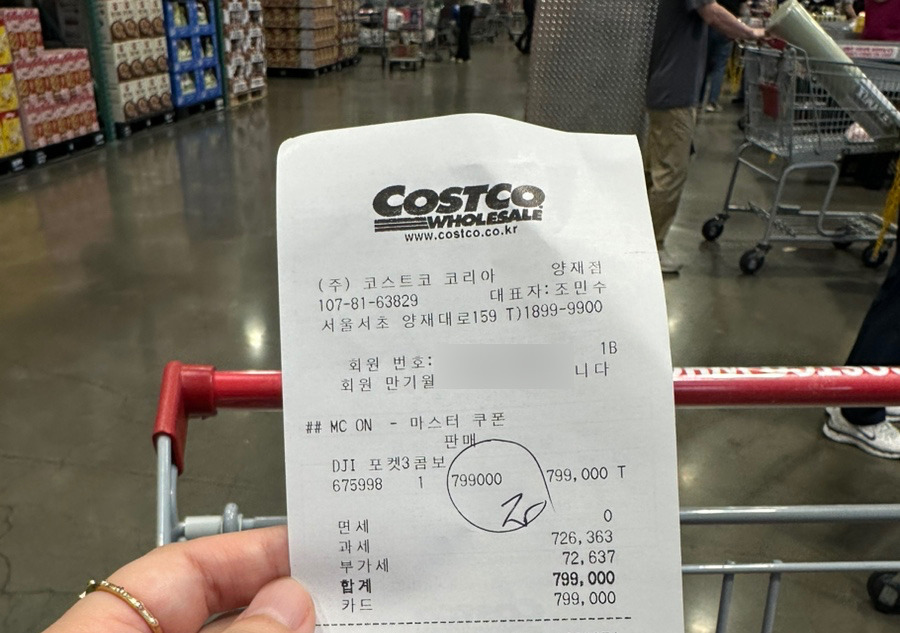 COSTCO
WHOLESALE
www.costco.co.kr
(주) 코스트코 코리아 양재점
107-81-63829 대표자:조민수
서울서초 양재대로159 T)1899-9900
회원 번호: 1B
회원 만기월 니다
## MC ON - 마스터 쿠폰
판매
DJI 포켓3콤보
675998 1 799000 799,000 T
면세 0
과세 726,363
부가세 72,637
합계 799,000
카드 799,000